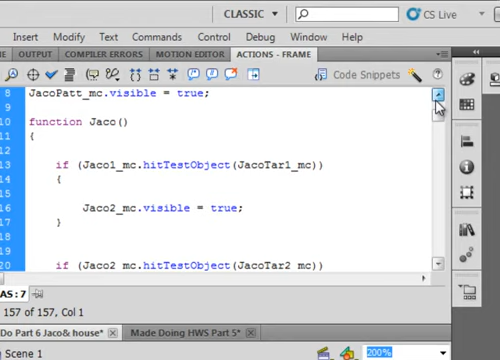 CLASSIC
CS Live
Insert Modify Text Commands Control Debug Window Help
OUTPUT COMPILER ERRORS MOTION EDITOR ACTIONS - FRAME
Code Snippets
8 JacoPatt_mc.visible = true;
9
10 function Jaco()
11 {
12
13 if (Jaco1_mc.hitTestObject(JacoTar1_mc))
14 {
15
16 Jaco2_mc.visible = true;
17 }
18
19
20 if (Jaco2_mc.hitTestObject(JacoTar2_mc))
AS: 7
157 of 157, Col 1
Do Part 6 Jaco& house* Made Doing HWS Part 5*
Scene 1 200%